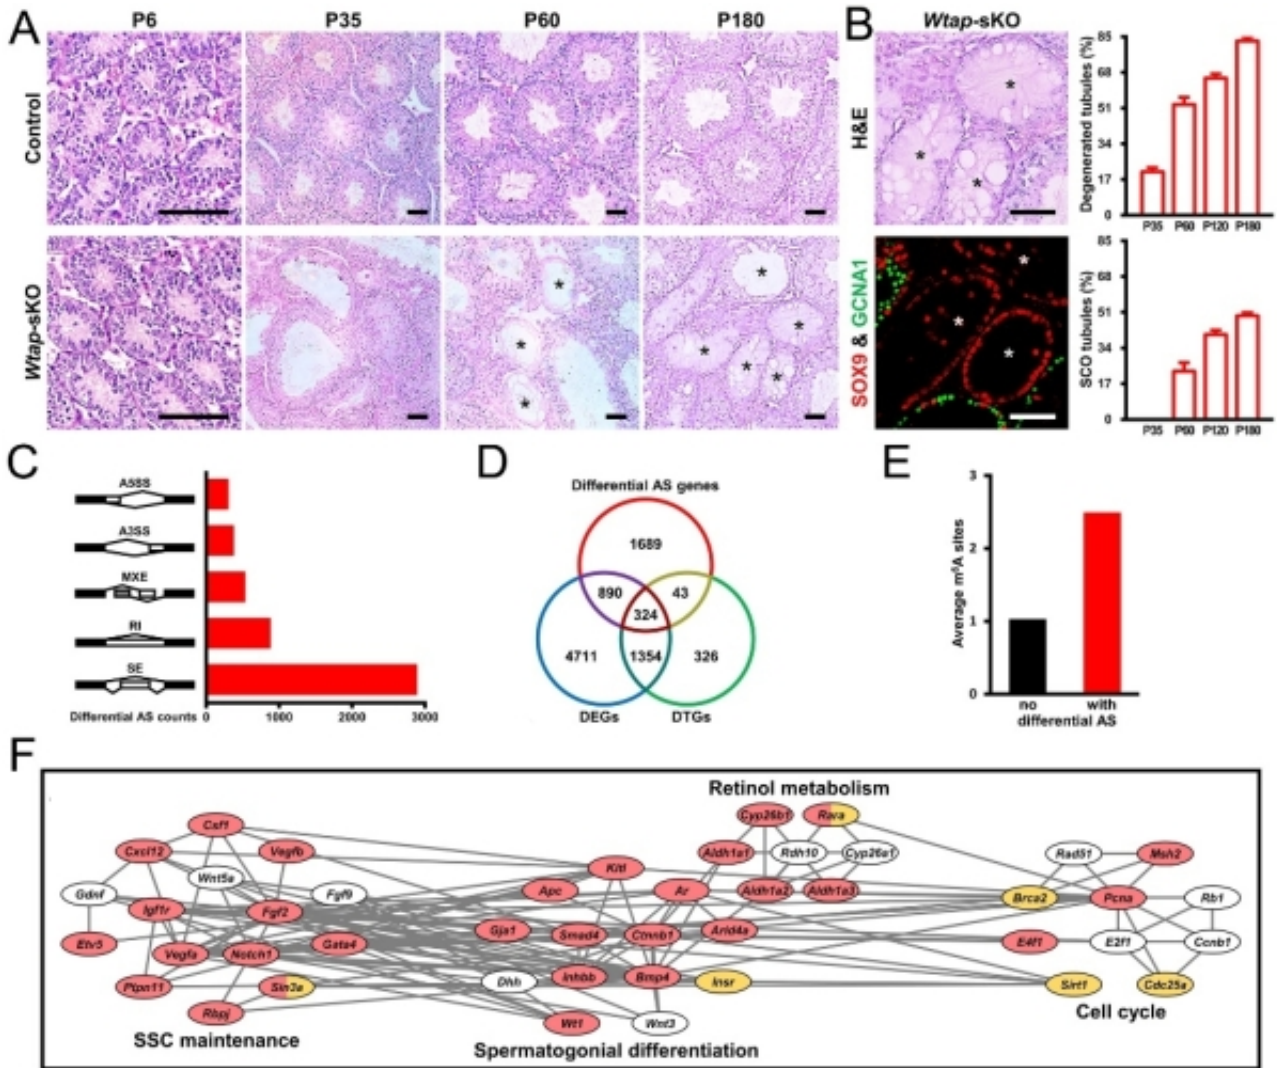 A
P6
P35
P60
P180
Control
Wtap-sKO
* * *
* * * * *
B
Wtap-sKO
H&E
* * *
SOX9 & GCNA1
* * *
Degenerated tubules (%)
85
68
51
34
17
0
P35 P60 P120 P180
SCO tubules (%)
85
51
34
17
0
P35 P60 P120 P180
C
A5SS
A3SS
MXE
RI
SE
Differential AS counts 0 1000 2000 3000
D
Differential AS genes
1689
890 43
324
4711 1354 326
DEGs DTGs
E
Average m⁶A sites
3
2
1
0
no with
differential AS
F
Retinol metabolism
Csf1 Cyp26b1 Rara
Cxcl12 Vegfb Aldh1a1 Rdh10 Cyp26a1 Rad51 Msh2
Wnt5a Kitl
Gdnf Fgf9 Apc Ar Aldh1a2 Aldh1a3 Brca2 Pcna Rb1
Igf1r Fgf2
Etv5 Gata4 Gja1 Smad4 Ctnnb1 Arid4a E4f1 E2f1 Ccnb1
Vegfa Notch1
Ptpn11 Sin3a Dhh Inhbb Bmp4 Insr Sirt1 Cdc25a
Rbpj Wt1 Wnt3
SSC maintenance
Spermatogonial differentiation
Cell cycle